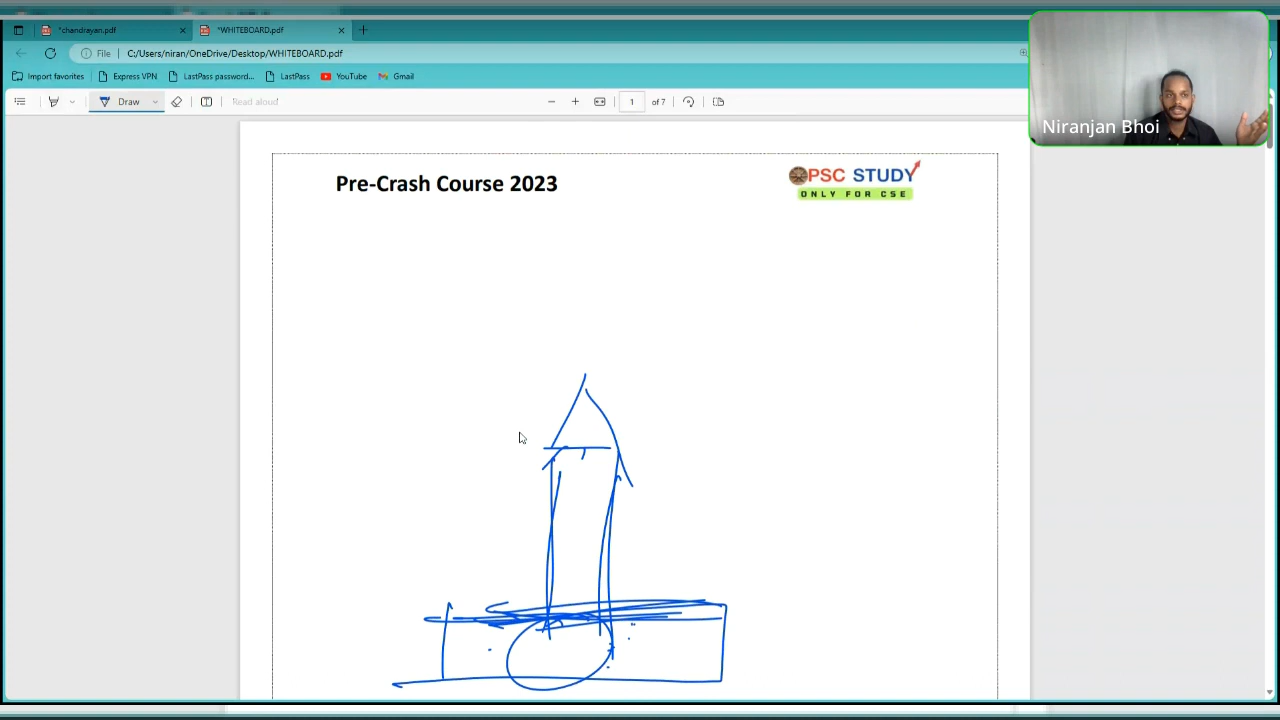 *chandrayan.pdf
*WHITEBOARD.pdf
File C:/Users/niran/OneDrive/Desktop/WHITEBOARD.pdf
Import favorites Express VPN LastPass password... LastPass YouTube Gmail
Draw Read aloud 1 of 7
Niranjan Bhoi
Pre-Crash Course 2023
OPSC STUDY
ONLY FOR CSE